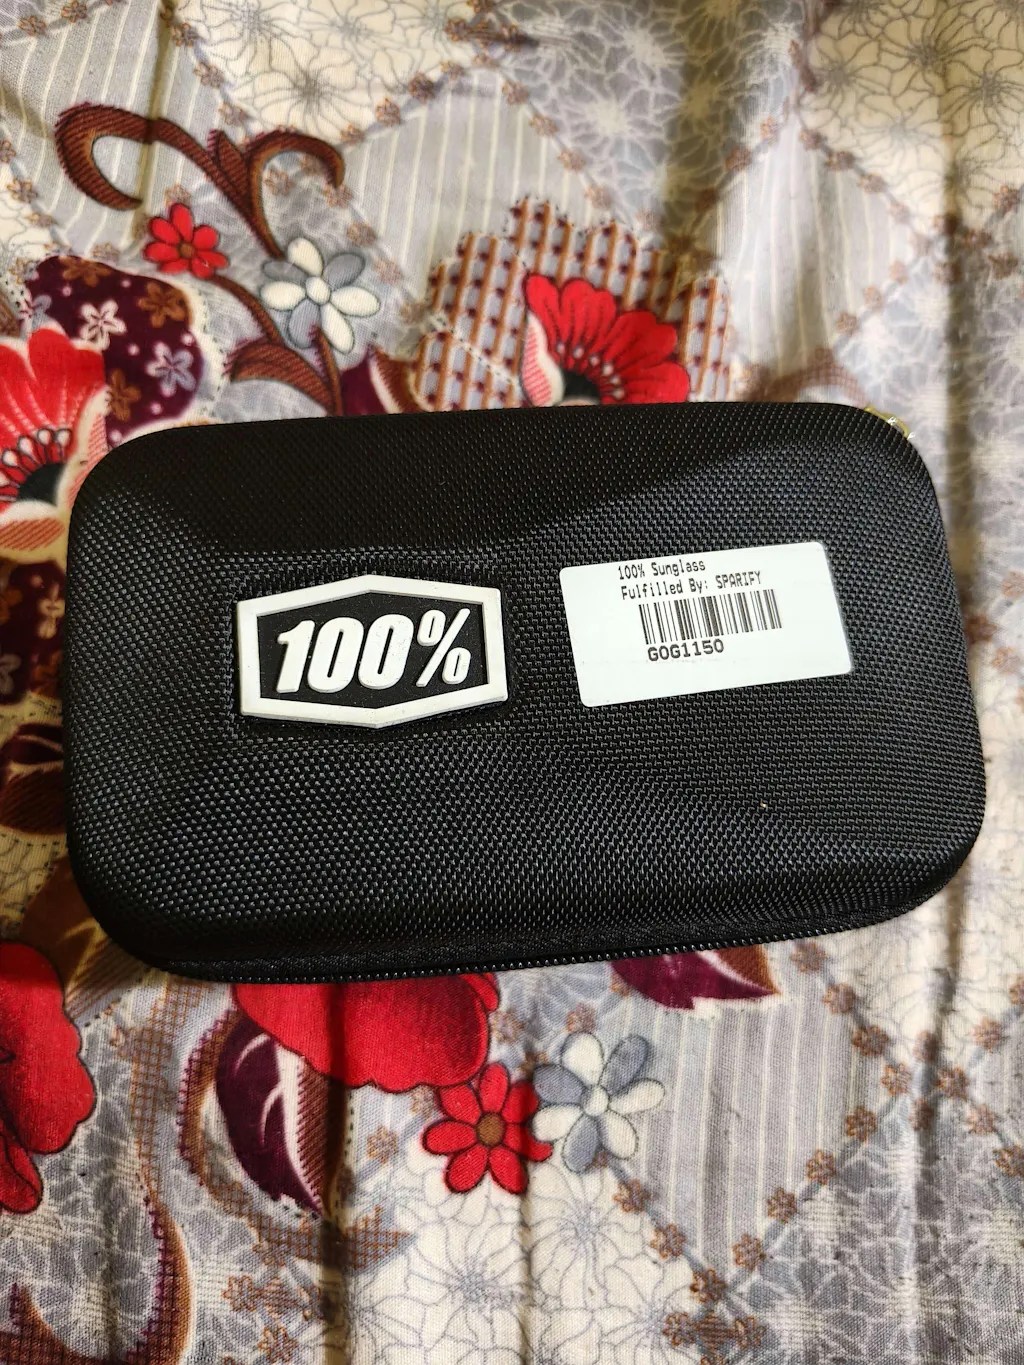 100%
100% Sunglass
Fulfilled By: SPARIFY
GOG1150